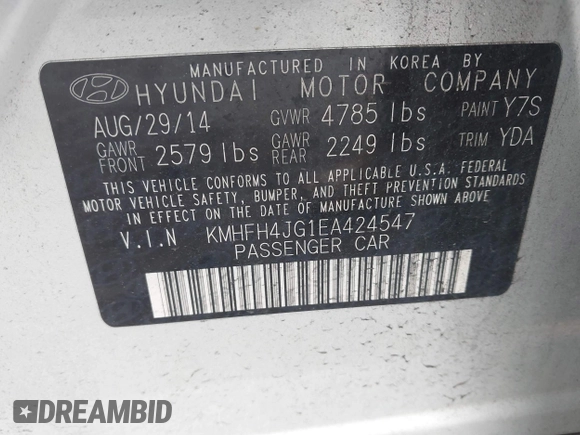 MANUFACTURED IN KOREA BY
HYUNDAI MOTOR COMPANY
AUG/29/14 GVWR 4785 lbs PAINT Y7S
GAWR FRONT 2579 lbs GAWR REAR 2249 lbs TRIM YDA
THIS VEHICLE CONFORMS TO ALL APPLICABLE U.S.A. FEDERAL
MOTOR VEHICLE SAFETY, BUMPER, AND THEFT PREVENTION STANDARDS
IN EFFECT ON THE DATE OF MANUFACTURE SHOWN ABOVE
V.I.N KMHFH4JG1EA424547
PASSENGER CAR
DREAMBID